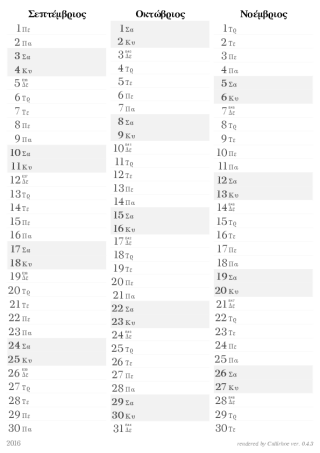 Σεπτέμβριος
1 Πε
2 Πα
3 Σα
4 Κυ
5 Δε
6 Τρ
7 Τε
8 Πε
9 Πα
10 Σα
11 Κυ
12 Δε
13 Τρ
14 Τε
15 Πε
16 Πα
17 Σα
18 Κυ
19 Δε
20 Τρ
21 Τε
22 Πε
23 Πα
24 Σα
25 Κυ
26 Δε
27 Τρ
28 Τε
29 Πε
30 Πα
Οκτώβριος
1 Σα
2 Κυ
3 Δε
4 Τρ
5 Τε
6 Πε
7 Πα
8 Σα
9 Κυ
10 Δε
11 Τρ
12 Τε
13 Πε
14 Πα
15 Σα
16 Κυ
17 Δε
18 Τρ
19 Τε
20 Πε
21 Πα
22 Σα
23 Κυ
24 Δε
25 Τρ
26 Τε
27 Πε
28 Πα
29 Σα
30 Κυ
31 Δε
Νοέμβριος
1 Τρ
2 Τε
3 Πε
4 Πα
5 Σα
6 Κυ
7 Δε
8 Τρ
9 Τε
10 Πε
11 Πα
12 Σα
13 Κυ
14 Δε
15 Τρ
16 Τε
17 Πε
18 Πα
19 Σα
20 Κυ
21 Δε
22 Τρ
23 Τε
24 Πε
25 Πα
26 Σα
27 Κυ
28 Δε
29 Τρ
30 Τε
2016
rendered by Callirhoe ver. 0.4.3